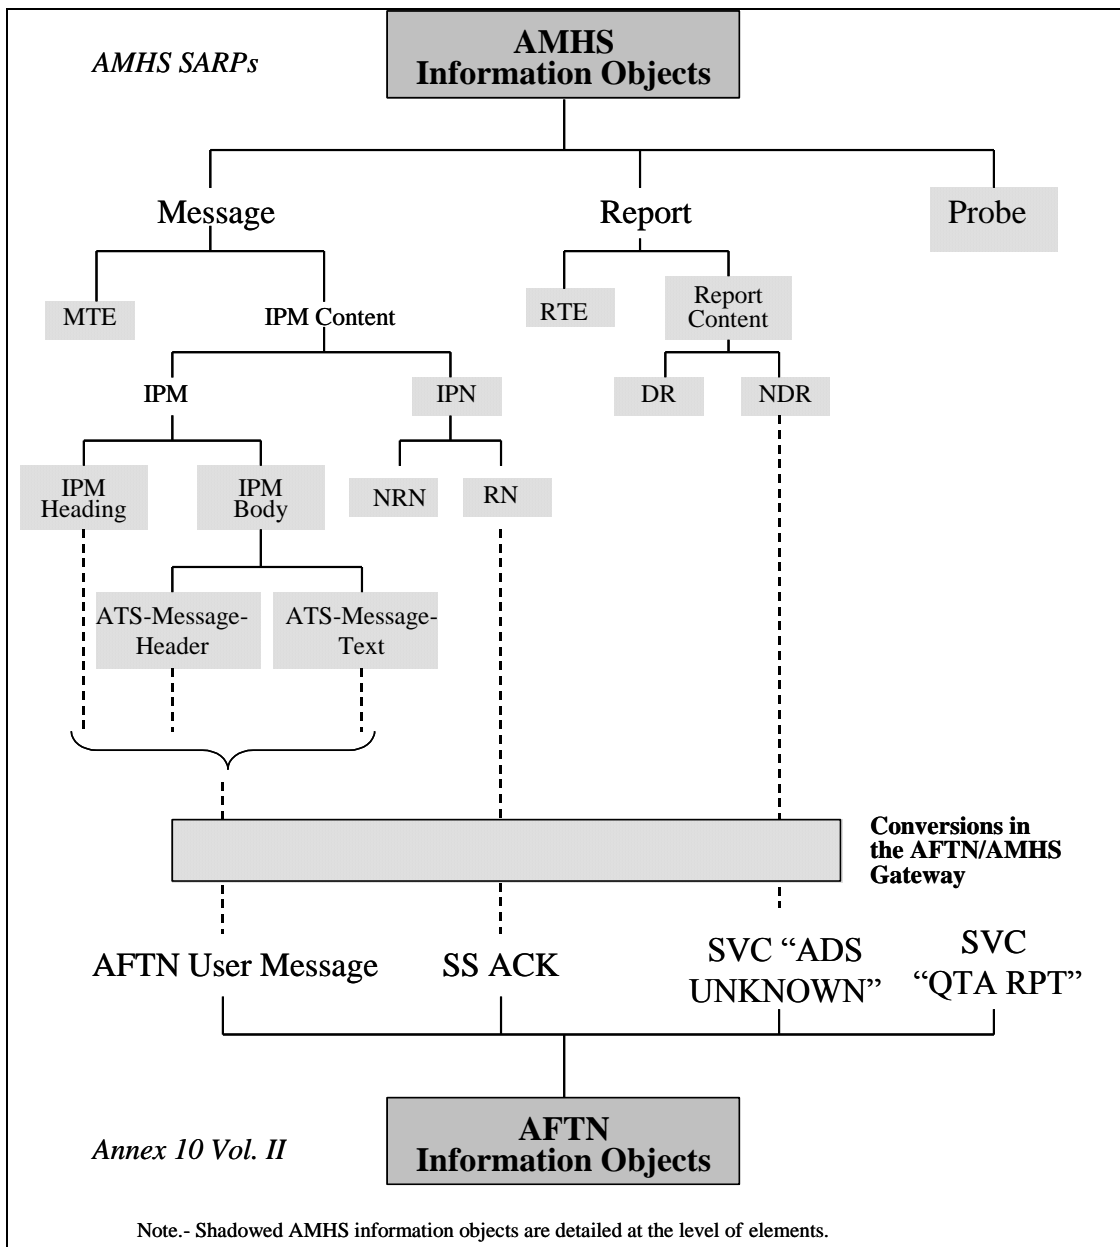 AMHS
Information Objects
AMHS SARPs
Message
Report
Probe
MTE
IPM Content
RTE
Report
Content
IPM
IPN
DR
NDR
IPM
Heading
IPM
Body
NRN
RN
ATS-Message-
Header
ATS-Message-
Text
Conversions in
the AFTN/AMHS
Gateway
AFTN User Message
SS ACK
SVC “ADS
UNKNOWN”
SVC
“QTA RPT”
AFTN
Information Objects
Annex 10 Vol. II
Note.- Shadowed AMHS information objects are detailed at the level of elements.